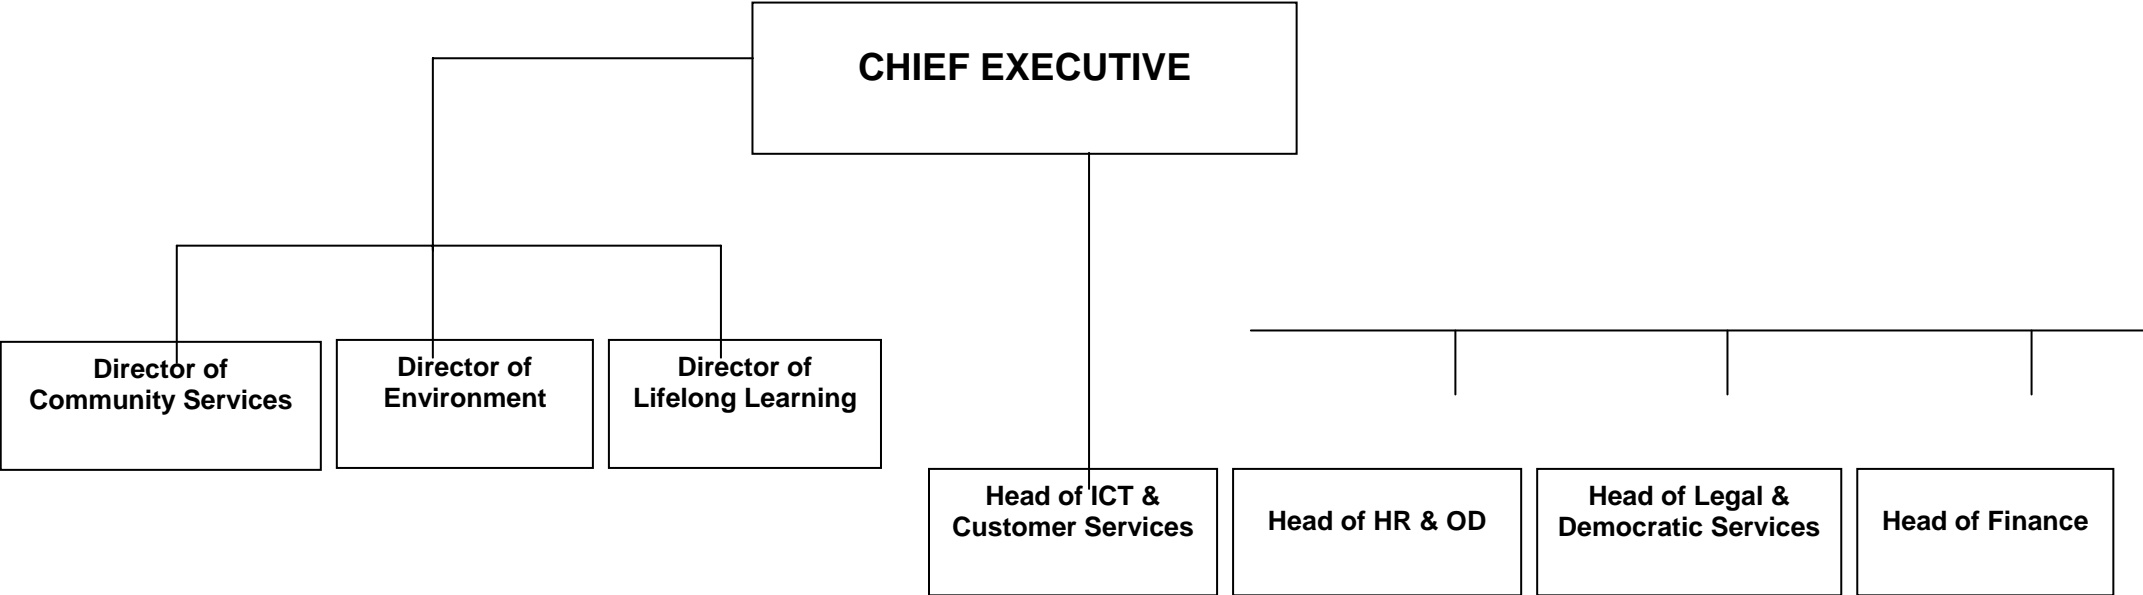 CHIEF EXECUTIVE
Director of
Community Services
Director of
Environment
Director of
Lifelong Learning
Head of ICT &
Customer Services
Head of HR & OD
Head of Legal &
Democratic Services
Head of Finance